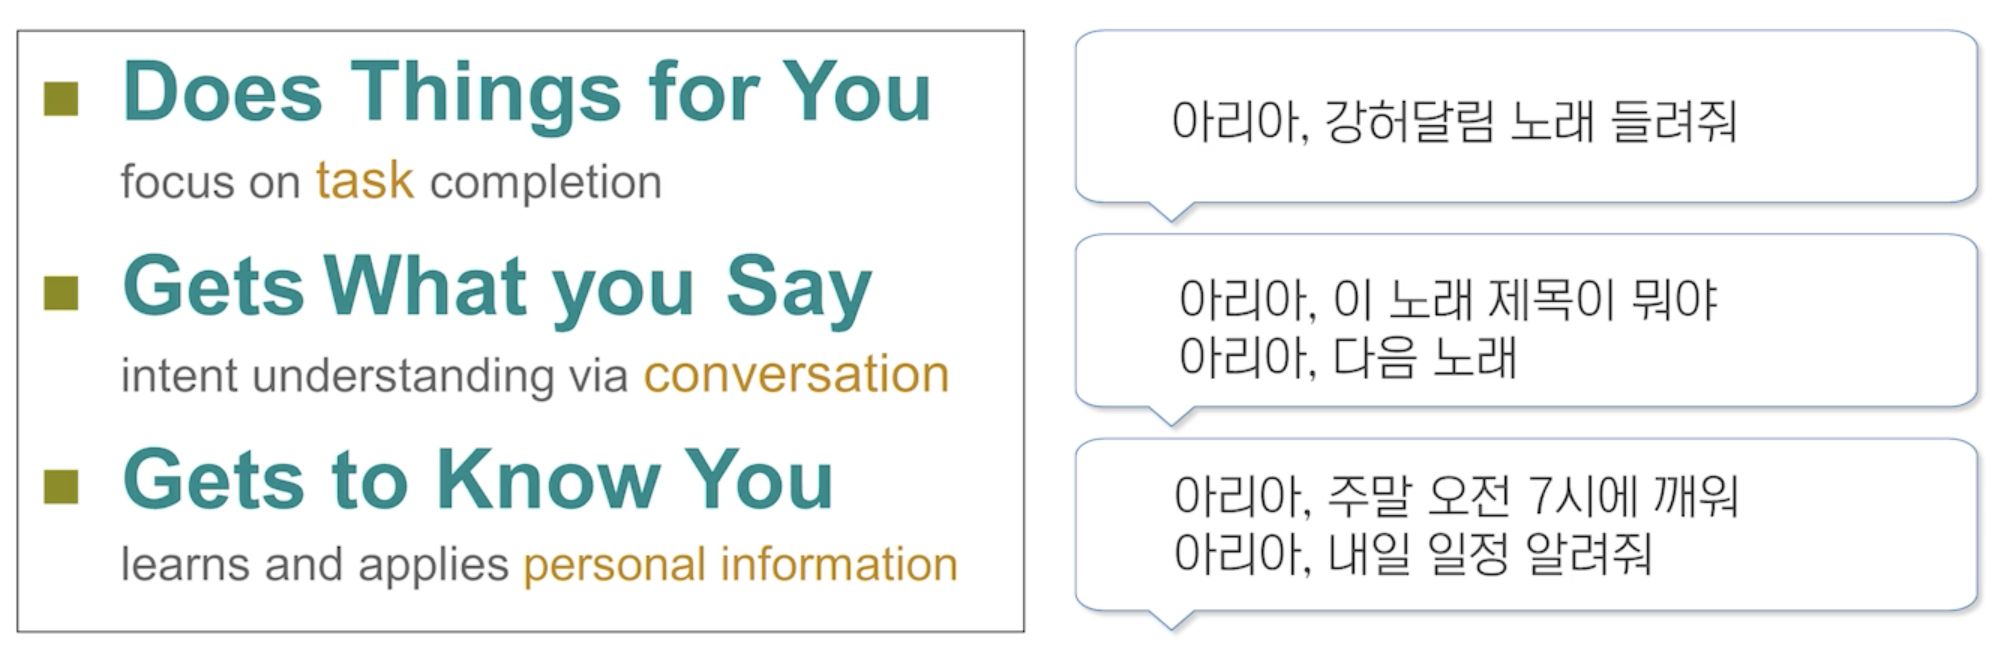 Does Things for You
focus on task completion
Gets What you Say
intent understanding via conversation
Gets to Know You
learns and applies personal information
아리아, 강허달림 노래 들려줘
아리아, 이 노래 제목이 뭐야
아리아, 다음 노래
아리아, 주말 오전 7시에 깨워
아리아, 내일 일정 알려줘